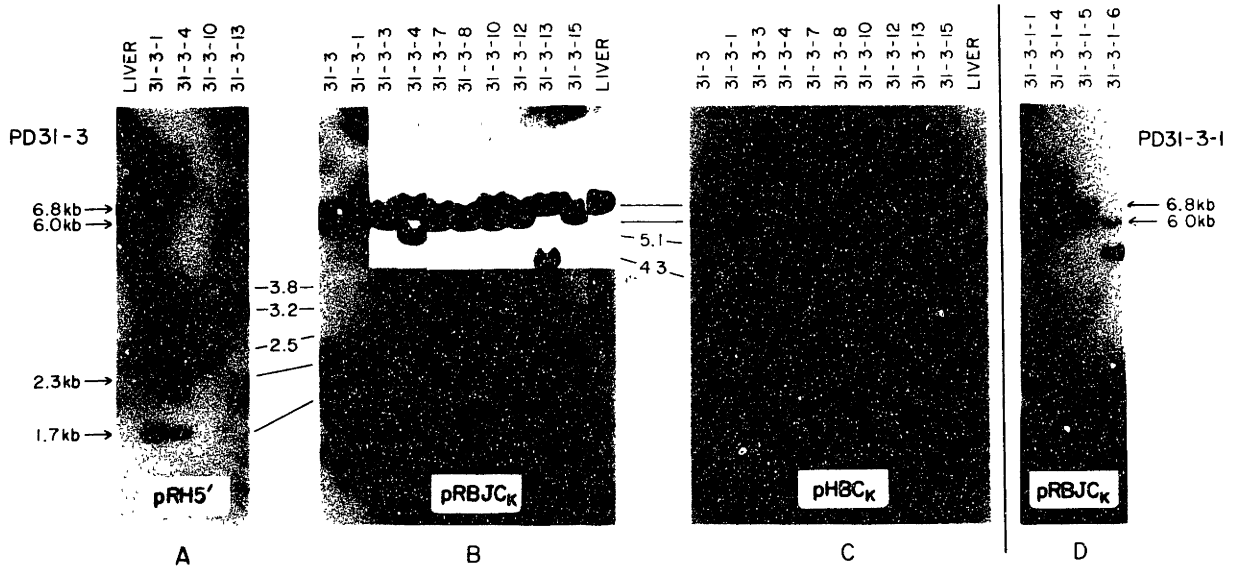 LIVER
31-3-1
31-3-4
31-3-10
31-3-13
31-3
31-3-1
31-3-3
31-3-4
31-3-7
31-3-8
31-3-10
31-3-12
31-3-13
31-3-15
LIVER
31-3
31-3-1
31-3-3
31-3-4
31-3-7
31-3-8
31-3-10
31-3-12
31-3-13
31-3-15
LIVER
31-3-1-1
31-3-1-4
31-3-1-5
31-3-1-6
PD31-3
PD31-3-1
6.8kb
6.0kb
3.8
3.2
2.5
2.3kb
1.7kb
5.1
4.3
6.8kb
6.0kb
pRH5′
pRBJCK
pHBCK
pRBJCK
A
B
C
D